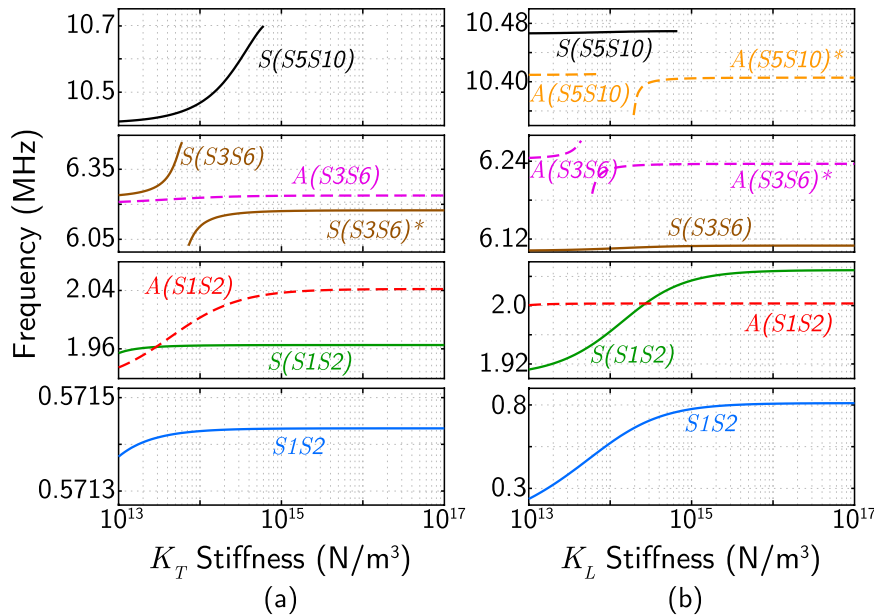 Frequency (MHz)
10.7
10.5
S(S5S10)
6.35
6.05
S(S3S6)
A(S3S6)
S(S3S6)*
2.04
1.96
A(S1S2)
S(S1S2)
0.5715
0.5713
S1S2
10^13 10^15 10^17
K_T Stiffness (N/m³)
(a)
10.48
10.40
S(S5S10)
A(S5S10)*
A(S5S10)
6.24
6.12
A(S3S6)
A(S3S6)*
S(S3S6)
2.0
1.92
A(S1S2)
S(S1S2)
0.8
0.3
S1S2
10^13 10^15 10^17
K_L Stiffness (N/m³)
(b)